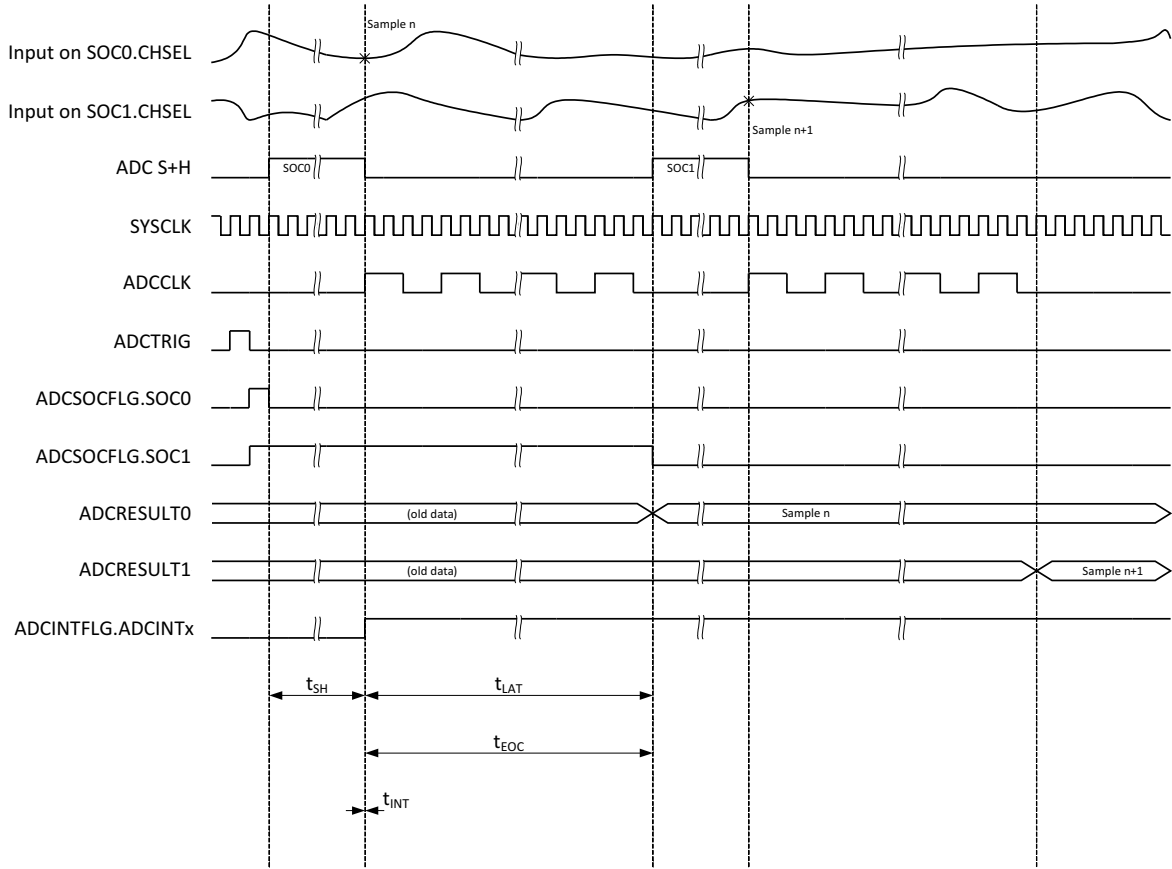 Sample n
Input on SOC0.CHSEL
Input on SOC1.CHSEL
Sample n+1
ADC S+H
SOC0
SOC1
SYSCLK
ADCCLK
ADCTRIG
ADCSOCFLG.SOC0
ADCSOCFLG.SOC1
ADCRESULT0
(old data)
Sample n
ADCRESULT1
(old data)
Sample n+1
ADCINTFLG.ADCINTx
tSH
tLAT
tEOC
tINT